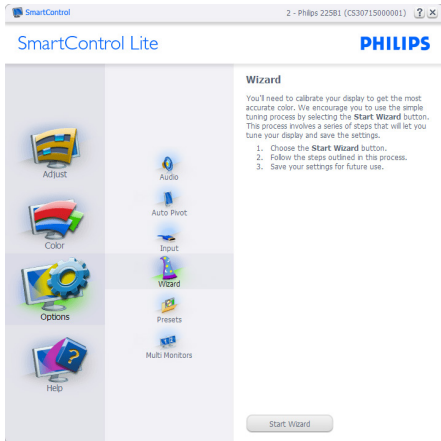 SmartControl
2 - Philips 225B1 (CS30715000001)
SmartControl Lite
PHILIPS
Adjust
Color
Options
Help
Audio
Auto Pivot
Input
Wizard
Presets
Multi Monitors
Wizard
You'll need to calibrate your display to get the most
accurate color. We encourage you to use the simple
tuning process by selecting the Start Wizard button.
This process involves a series of steps that will let you
tune your display and save the settings.
1. Choose the Start Wizard button.
2. Follow the steps outlined in this process.
3. Save your settings for future use.
Start Wizard